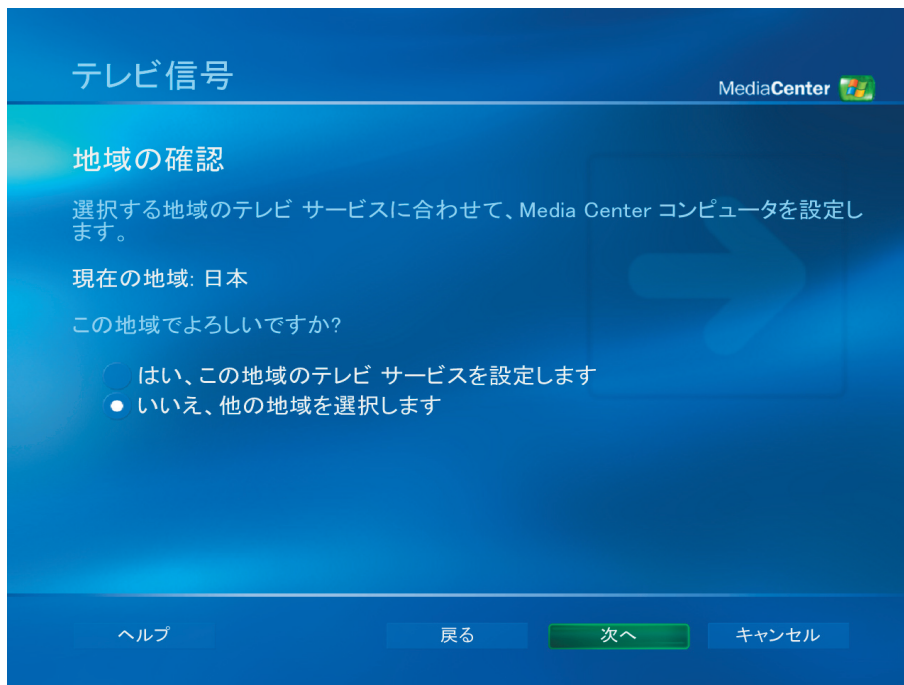 テレビ信号
MediaCenter
地域の確認
選択する地域のテレビ サービスに合わせて、Media Center コンピュータを設定し
ます。
現在の地域: 日本
この地域でよろしいですか?
はい、この地域のテレビ サービスを設定します
いいえ、他の地域を選択します
ヘルプ
戻る
次へ
キャンセル